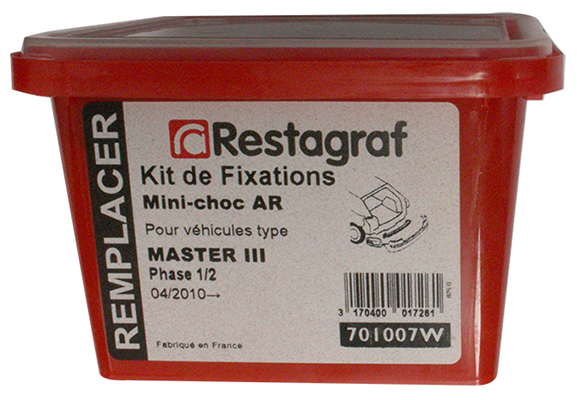 REMPLACER
Restagraf
Kit de Fixations
Mini-choc AR
Pour véhicules type
MASTER III
Phase 1/2
04/2010→
3 170400 017281
701007W
Fabriqué en France